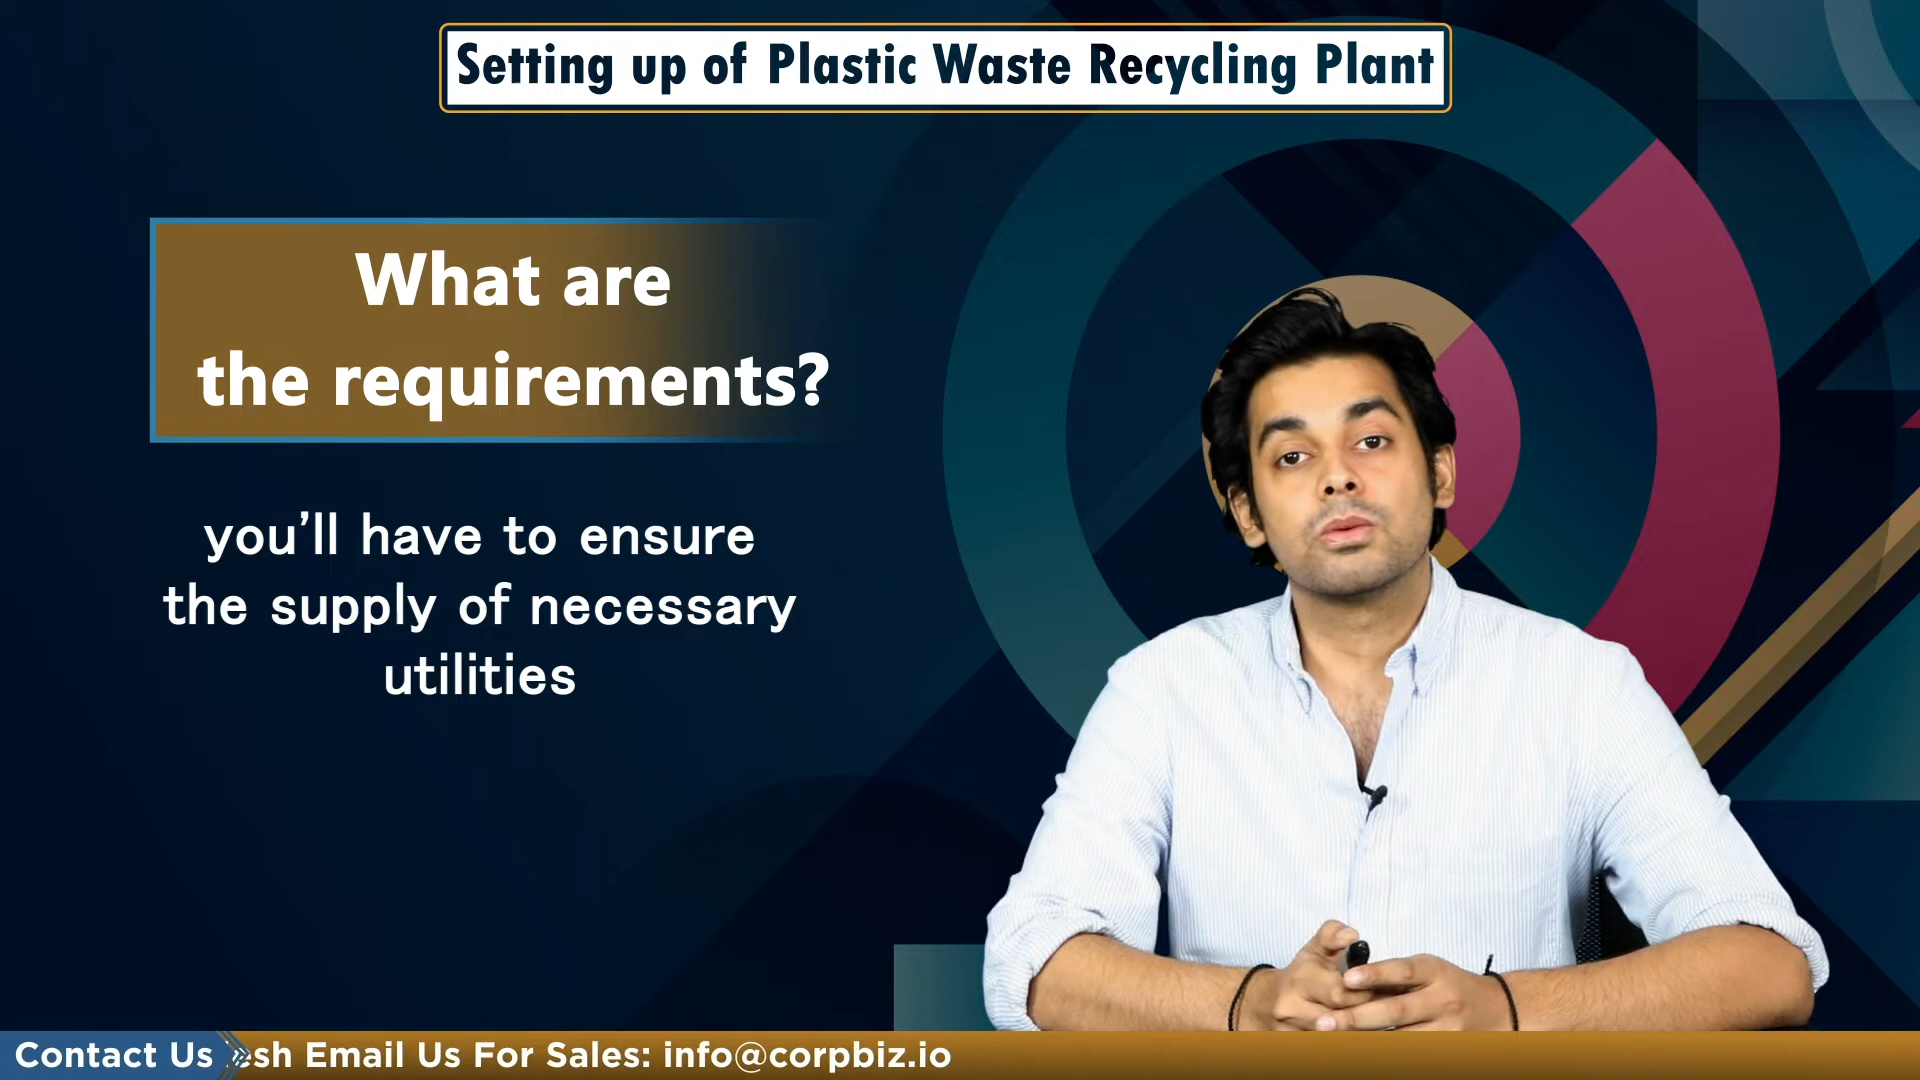 Setting up of Plastic Waste Recycling Plant
What are
the requirements?
you'll have to ensure
the supply of necessary
utilities
Contact Us
Email Us For Sales: info@corpbiz.io